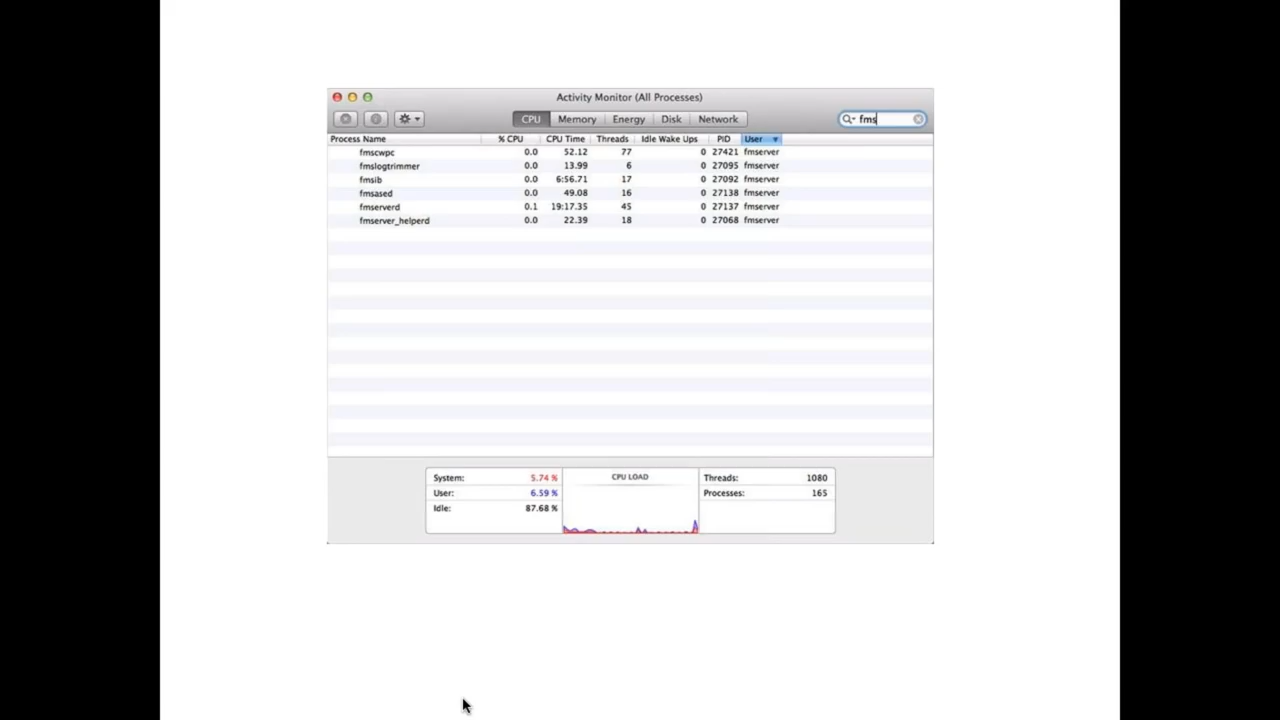 Activity Monitor (All Processes)
CPU Memory Energy Disk Network fms
Process Name % CPU CPU Time Threads Idle Wake Ups PID User
fmscwpc 0.0 52.12 77 0 27421 fmserver
fmslogtrimmer 0.0 13.99 6 0 27095 fmserver
fmsib 0.0 6:56.71 17 0 27092 fmserver
fmsased 0.0 49.08 16 0 27138 fmserver
fmserverd 0.1 19:17.35 45 0 27137 fmserver
fmserver_helperd 0.0 22.39 18 0 27068 fmserver
System: 5.74 % CPU LOAD Threads: 1080
User: 6.59 % Processes: 165
Idle: 87.68 %